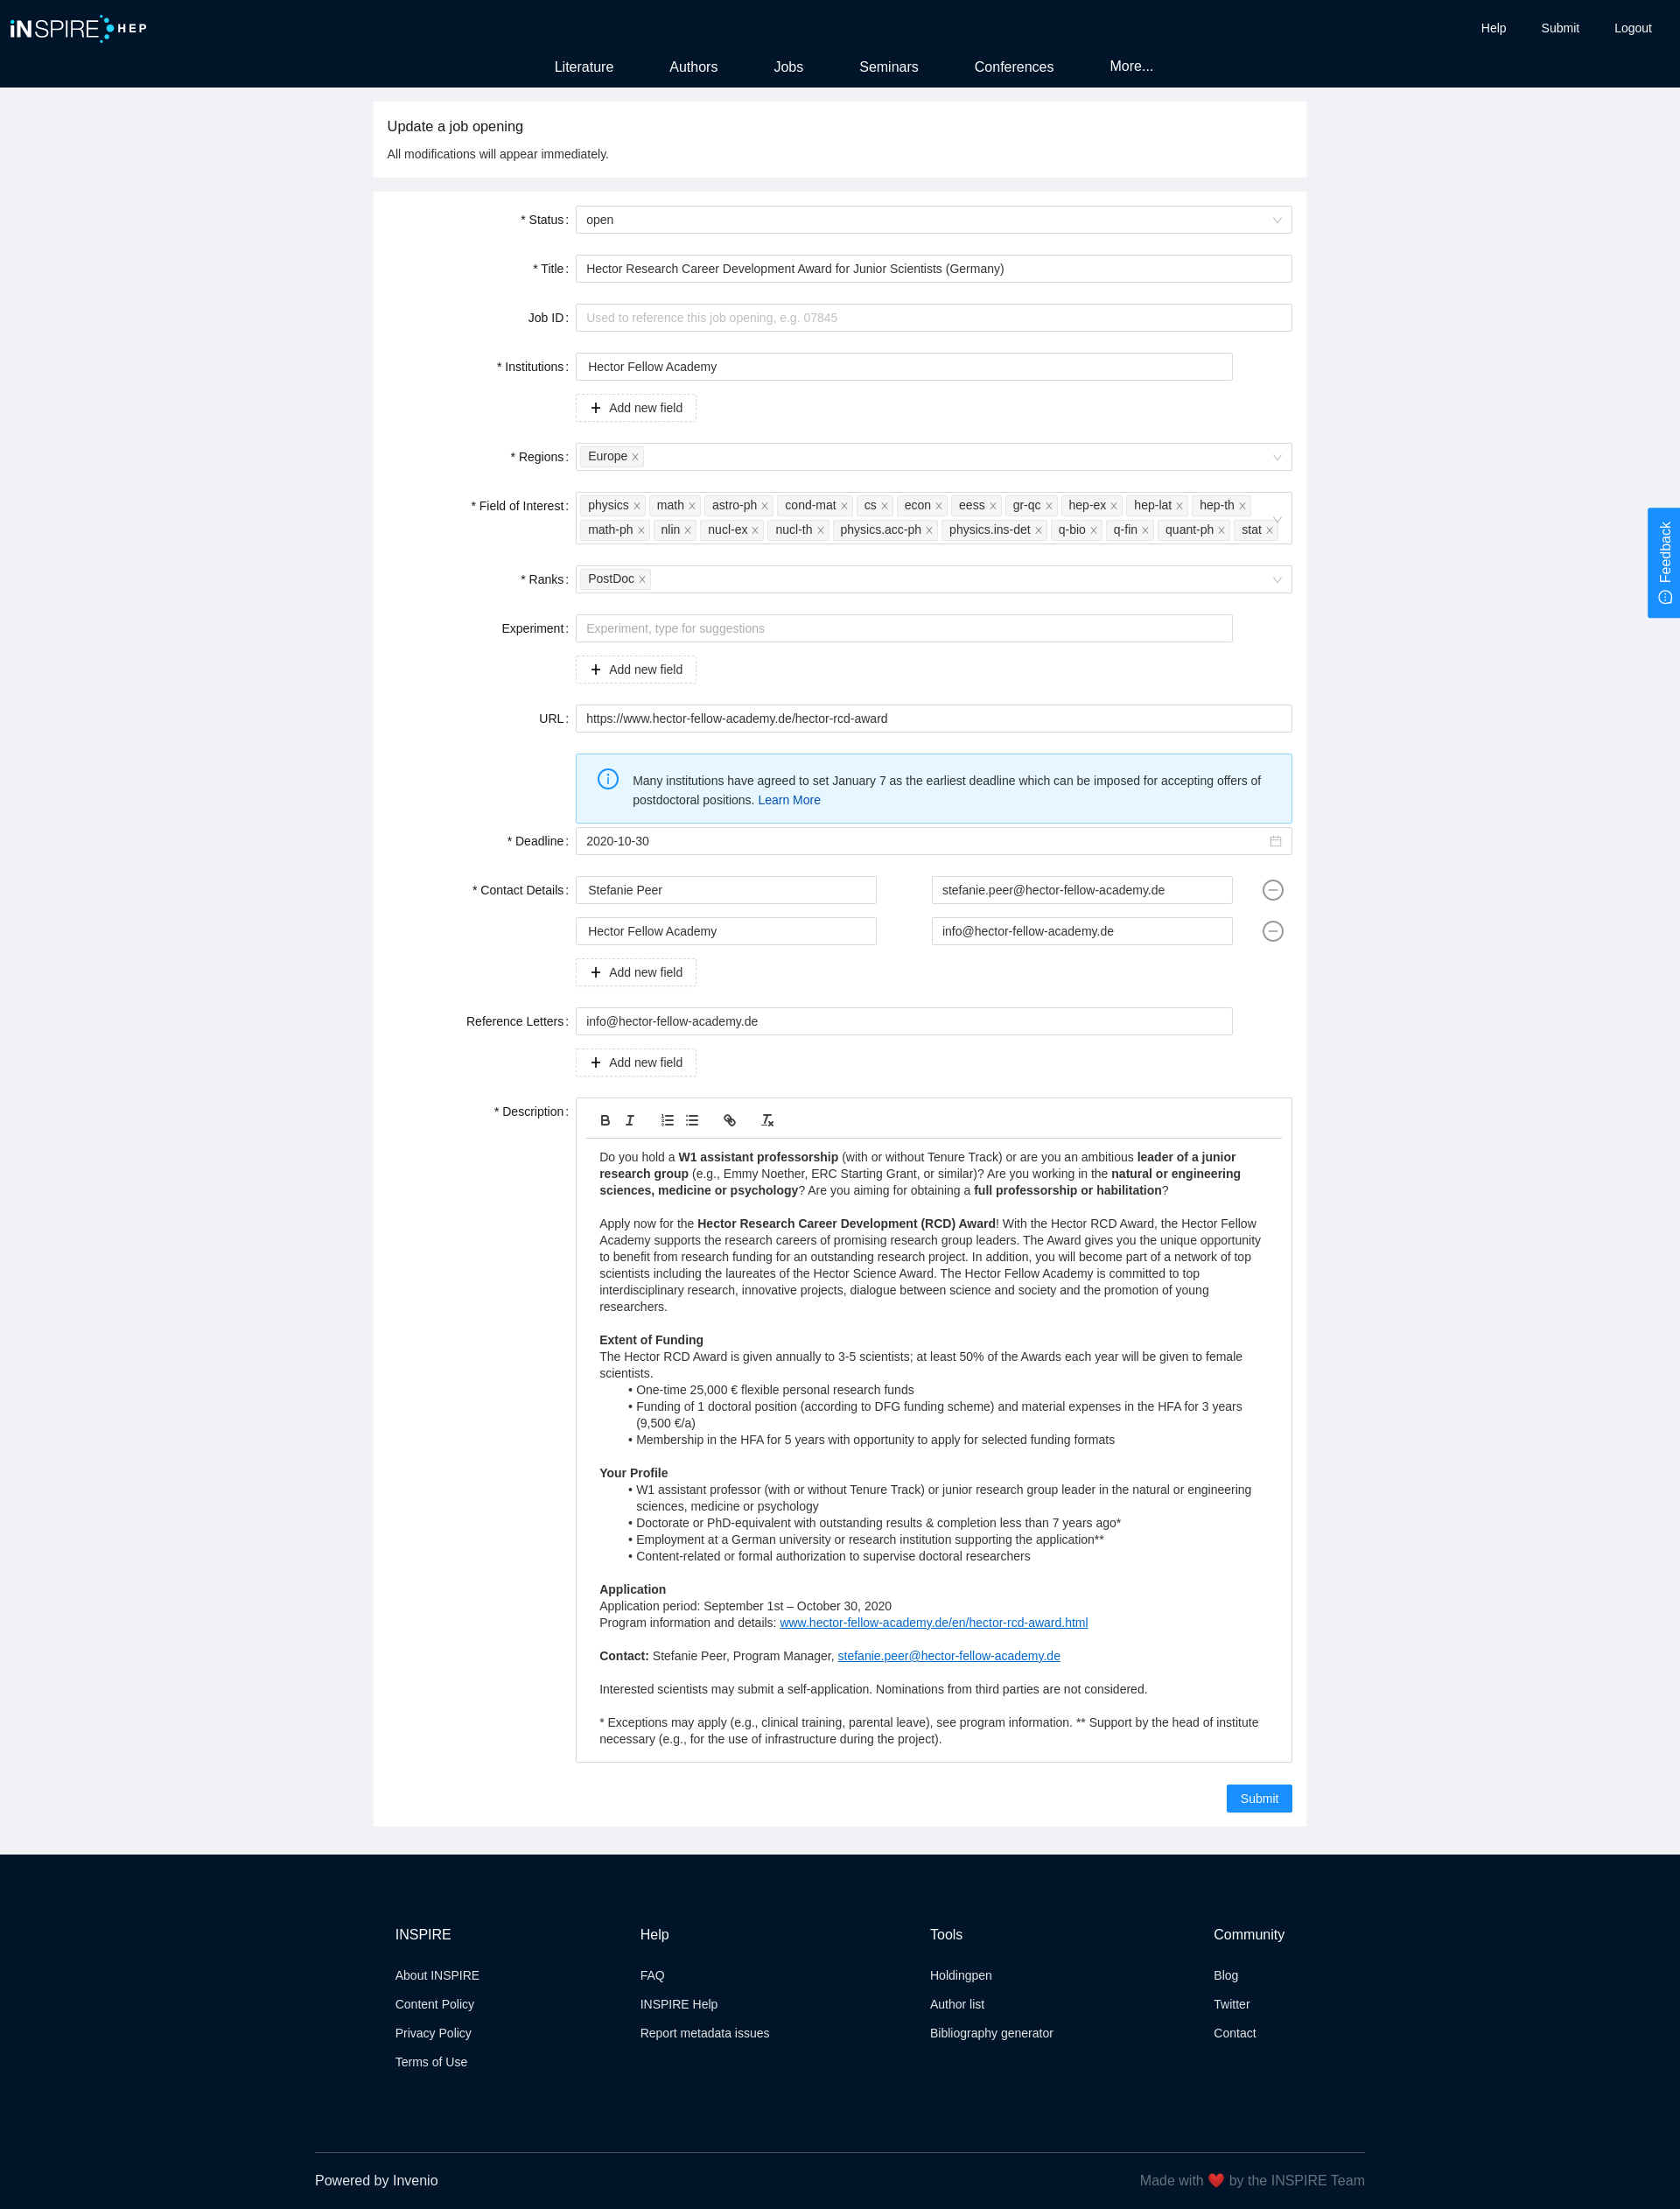 iNSPIRE HEP
Help Submit Logout
Literature Authors Jobs Seminars Conferences More...
Update a job opening
All modifications will appear immediately.
* Status: open
* Title: Hector Research Career Development Award for Junior Scientists (Germany)
Job ID: Used to reference this job opening, e.g. 07845
* Institutions: Hector Fellow Academy
+ Add new field
* Regions: Europe ×
* Field of Interest: physics × math × astro-ph × cond-mat × cs × econ × eess × gr-qc × hep-ex × hep-lat × hep-th ×
math-ph × nlin × nucl-ex × nucl-th × physics.acc-ph × physics.ins-det × q-bio × q-fin × quant-ph × stat ×
* Ranks: PostDoc ×
Experiment: Experiment, type for suggestions
+ Add new field
URL: https://www.hector-fellow-academy.de/hector-rcd-award
Many institutions have agreed to set January 7 as the earliest deadline which can be imposed for accepting offers of
postdoctoral positions. Learn More
* Deadline: 2020-10-30
* Contact Details: Stefanie Peer stefanie.peer@hector-fellow-academy.de
Hector Fellow Academy info@hector-fellow-academy.de
+ Add new field
Reference Letters: info@hector-fellow-academy.de
+ Add new field
* Description:
Do you hold a W1 assistant professorship (with or without Tenure Track) or are you an ambitious leader of a junior
research group (e.g., Emmy Noether, ERC Starting Grant, or similar)? Are you working in the natural or engineering
sciences, medicine or psychology? Are you aiming for obtaining a full professorship or habilitation?
Apply now for the Hector Research Career Development (RCD) Award! With the Hector RCD Award, the Hector Fellow
Academy supports the research careers of promising research group leaders. The Award gives you the unique opportunity
to benefit from research funding for an outstanding research project. In addition, you will become part of a network of top
scientists including the laureates of the Hector Science Award. The Hector Fellow Academy is committed to top
interdisciplinary research, innovative projects, dialogue between science and society and the promotion of young
researchers.
Extent of Funding
The Hector RCD Award is given annually to 3-5 scientists; at least 50% of the Awards each year will be given to female
scientists.
• One-time 25,000 € flexible personal research funds
• Funding of 1 doctoral position (according to DFG funding scheme) and material expenses in the HFA for 3 years
(9,500 €/a)
• Membership in the HFA for 5 years with opportunity to apply for selected funding formats
Your Profile
• W1 assistant professor (with or without Tenure Track) or junior research group leader in the natural or engineering
sciences, medicine or psychology
• Doctorate or PhD-equivalent with outstanding results & completion less than 7 years ago*
• Employment at a German university or research institution supporting the application**
• Content-related or formal authorization to supervise doctoral researchers
Application
Application period: September 1st – October 30, 2020
Program information and details: www.hector-fellow-academy.de/en/hector-rcd-award.html
Contact: Stefanie Peer, Program Manager, stefanie.peer@hector-fellow-academy.de
Interested scientists may submit a self-application. Nominations from third parties are not considered.
* Exceptions may apply (e.g., clinical training, parental leave), see program information. ** Support by the head of institute
necessary (e.g., for the use of infrastructure during the project).
Submit
Feedback
INSPIRE Help Tools Community
About INSPIRE FAQ Holdingpen Blog
Content Policy INSPIRE Help Author list Twitter
Privacy Policy Report metadata issues Bibliography generator Contact
Terms of Use
Powered by Invenio Made with ❤️ by the INSPIRE Team